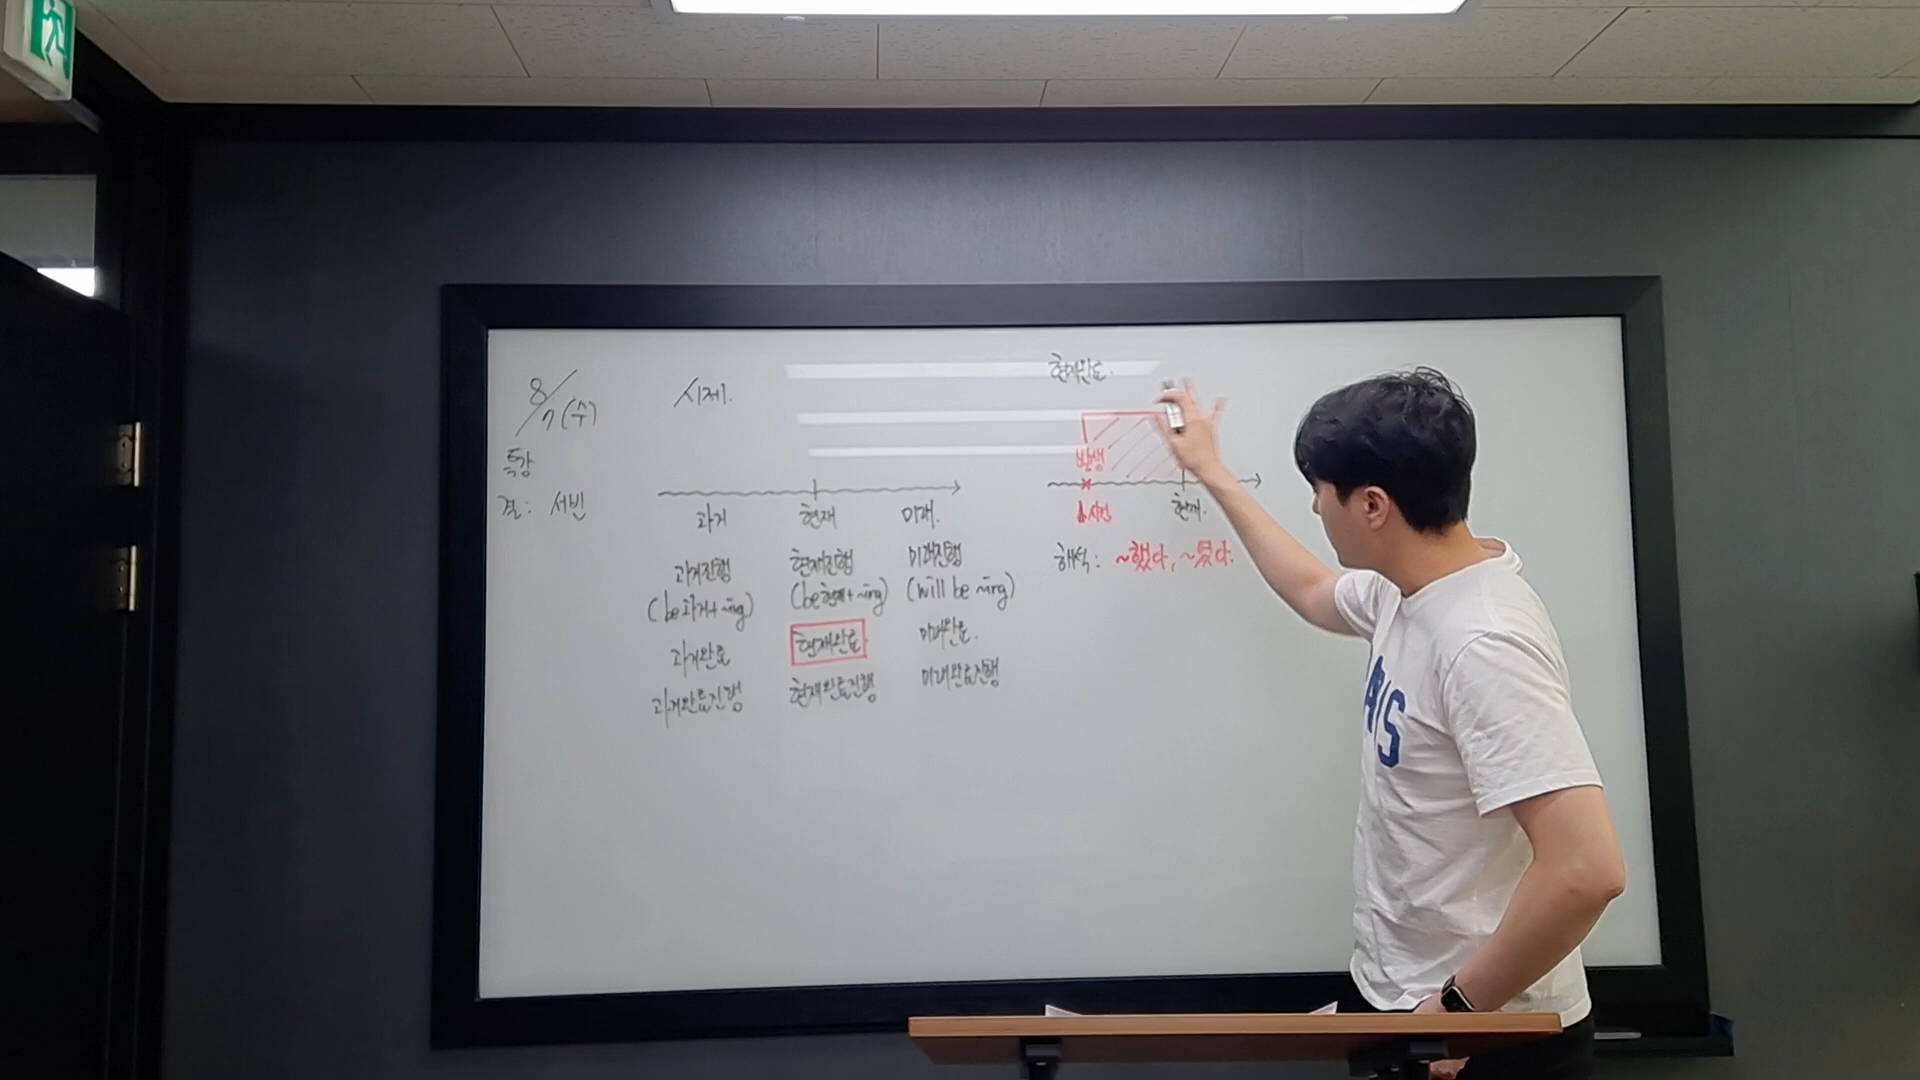 8/7 (수)
특강
결: 서빈
시제.
과거 현재 미래.
과거진행 현재진행 미래진행
(be과거+~ing) (be현재+~ing) (will be ~ing)
과거완료 현재완료 미래완료.
과거완료진행 현재완료진행 미래완료진행
현재완료.
발생
현재.
해석: ~했다, ~됐다.